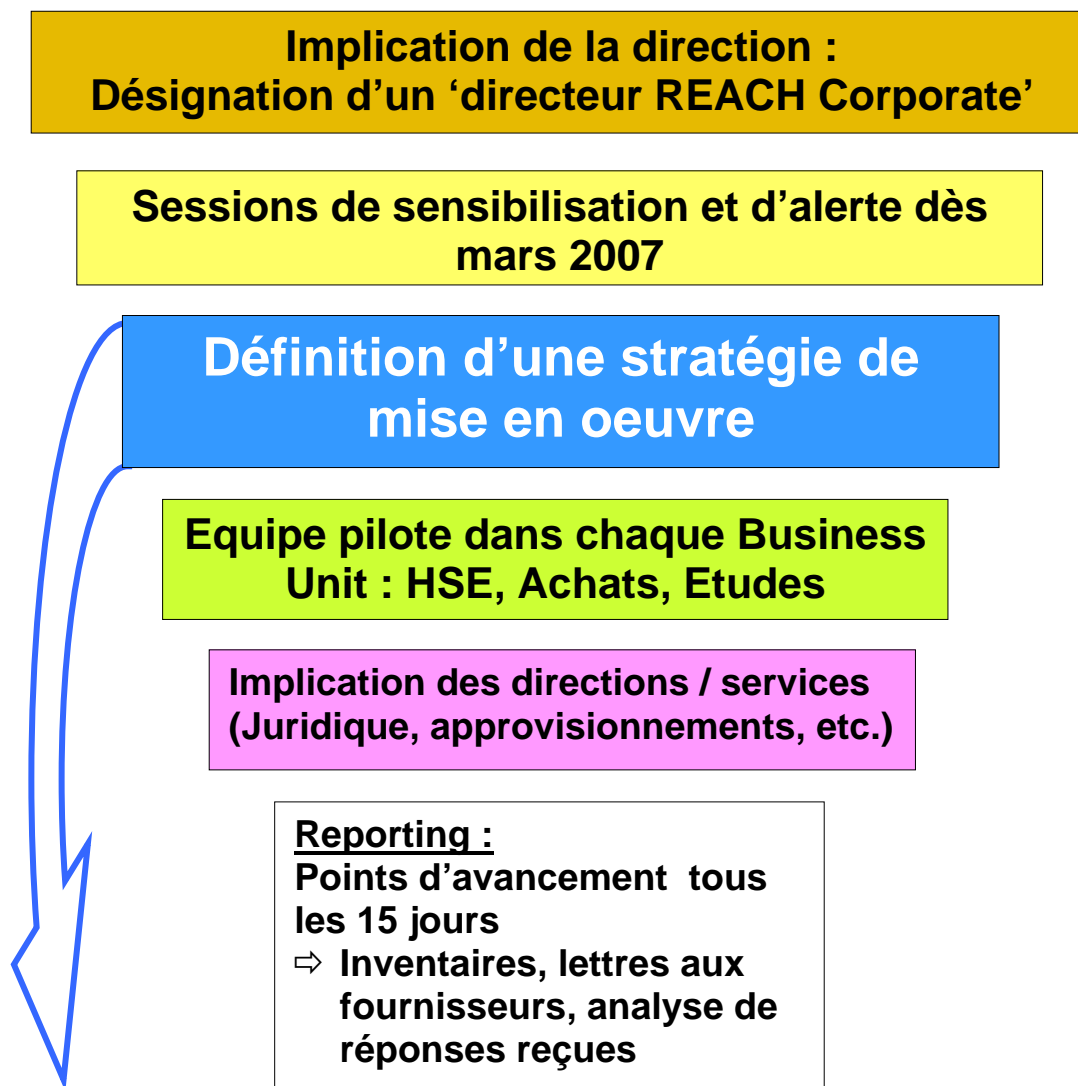 Implication de la direction :
Désignation d’un ‘directeur REACH Corporate’
Sessions de sensibilisation et d’alerte dès
mars 2007
Définition d’une stratégie de
mise en oeuvre
Equipe pilote dans chaque Business
Unit : HSE, Achats, Etudes
Implication des directions / services
(Juridique, approvisionnements, etc.)
Reporting :
Points d’avancement  tous
les 15 jours
⇨ Inventaires, lettres aux
fournisseurs, analyse de
réponses reçues